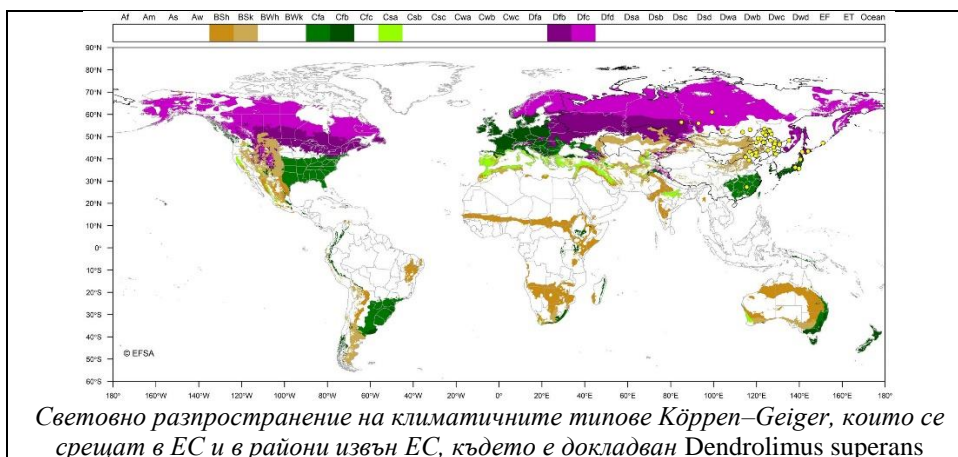 Af Am As Aw BSh BSk BWh BWk Cfa Cfb Cfc Csa Csb Csc Cwa Cwb Cwc Dfa Dfb Dfc Dfd Dsa Dsb Dsc Dsd Dwa Dwb Dwc Dwd EF ET Ocean
90°N
80°N
70°N
60°N
50°N
40°N
30°N
20°N
10°N
0°
10°S
20°S
30°S
40°S
50°S
60°S
© EFSA
180° 160°W 140°W 120°W 100°W 80°W 60°W 40°W 20°W 0° 20°E 40°E 60°E 80°E 100°E 120°E 140°E 160°E 180°
Световно разпространение на климатичните типове Köppen–Geiger, които се
срещат в ЕС и в райони извън ЕС, където е докладван Dendrolimus superans